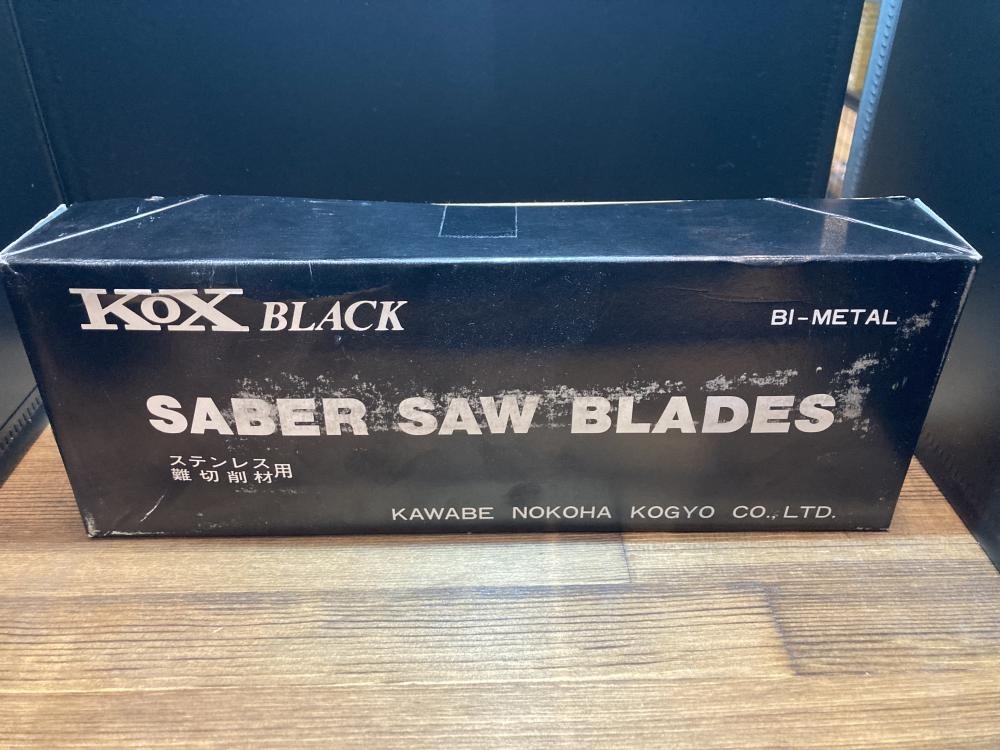 KOX BLACK
BI-METAL
SABER SAW BLADES
ステンレス
難切削材用
KAWABE NOKOHA KOGYO CO.,LTD.